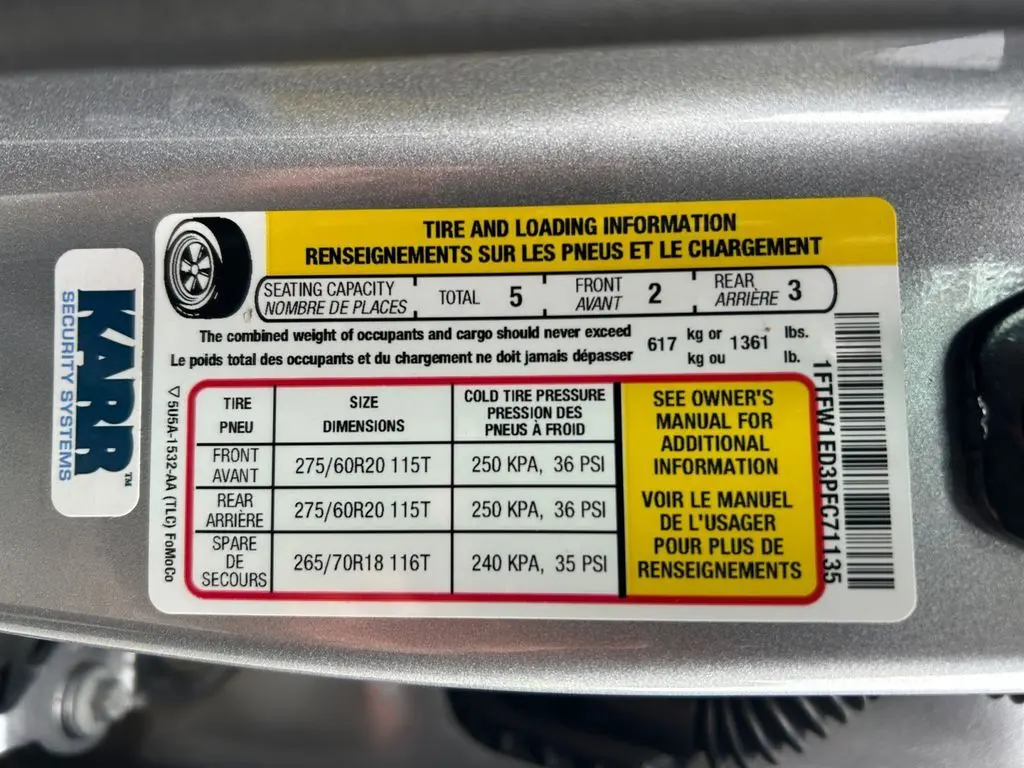 TIRE AND LOADING INFORMATION
RENSEIGNEMENTS SUR LES PNEUS ET LE CHARGEMENT
SEATING CAPACITY
NOMBRE DE PLACES
TOTAL 5
FRONT
AVANT
2
REAR
ARRIÈRE
3
The combined weight of occupants and cargo should never exceed
Le poids total des occupants et du chargement ne doit jamais dépasser
617
kg or
kg ou
1361
lbs.
lb.
TIRE
PNEU
SIZE
DIMENSIONS
COLD TIRE PRESSURE
PRESSION DES
PNEUS À FROID
FRONT
AVANT
275/60R20 115T
250 KPA, 36 PSI
REAR
ARRIÈRE
275/60R20 115T
250 KPA, 36 PSI
SPARE
DE
SECOURS
265/70R18 116T
240 KPA, 35 PSI
SEE OWNER'S
MANUAL FOR
ADDITIONAL
INFORMATION
VOIR LE MANUEL
DE L'USAGER
POUR PLUS DE
RENSEIGNEMENTS
1FTFW1ED3PFC71135
▽ 5U5A-1532-AA (TLC) FoMoCo
KARR™
SECURITY SYSTEMS